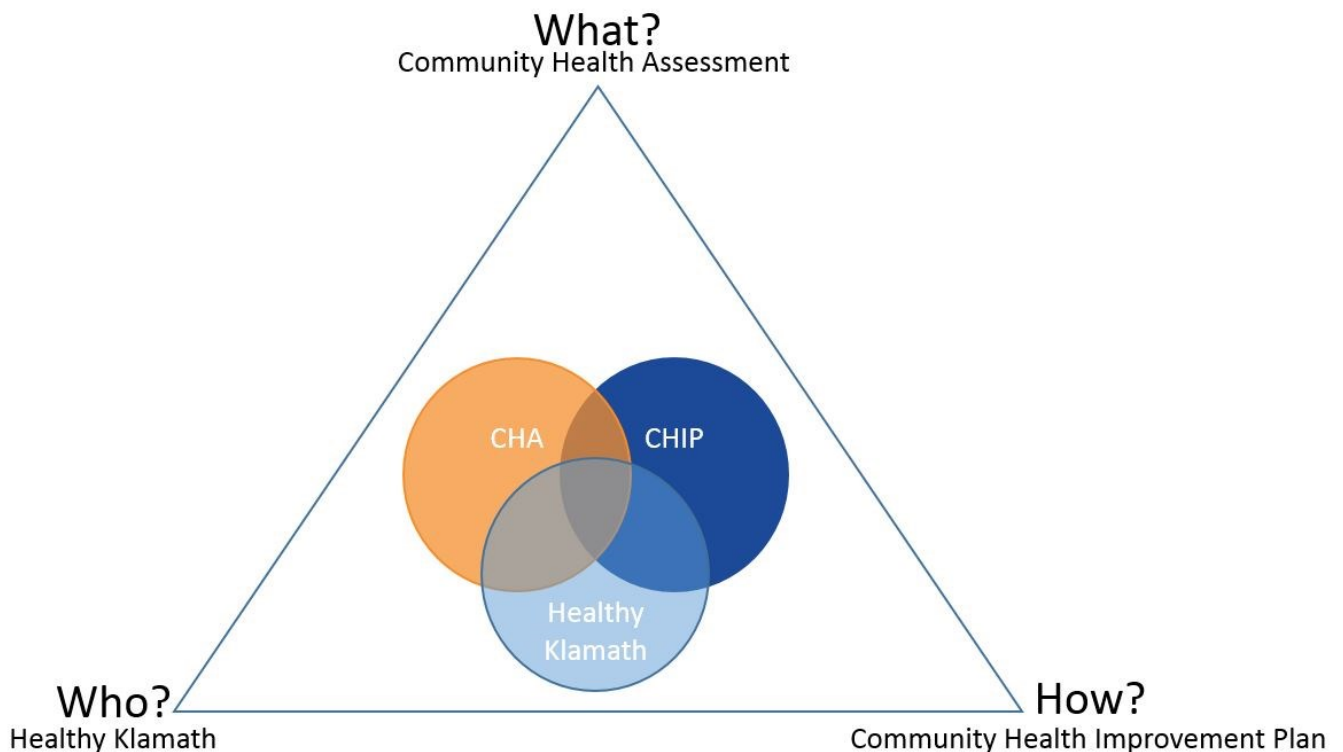 What?
Community Health Assessment
CHA
CHIP
Healthy
Klamath
Who?
Healthy Klamath
How?
Community Health Improvement Plan